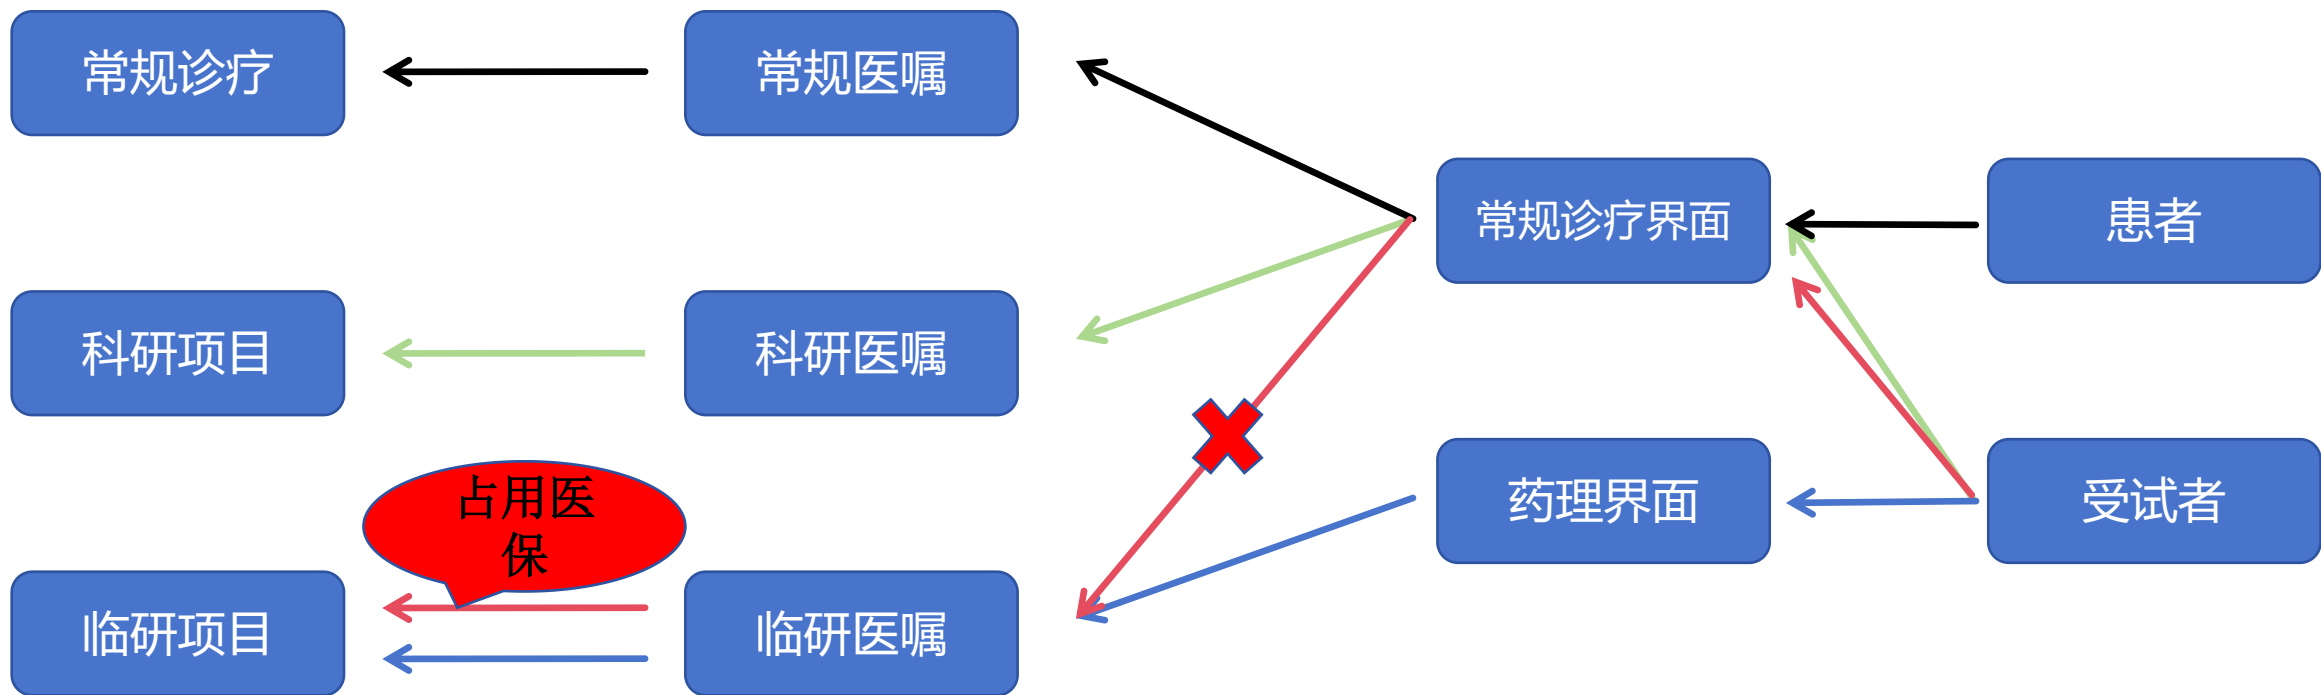 常规诊疗
常规医嘱
常规诊疗界面
患者
科研项目
科研医嘱
药理界面
受试者
占用医
保
临研项目
临研医嘱